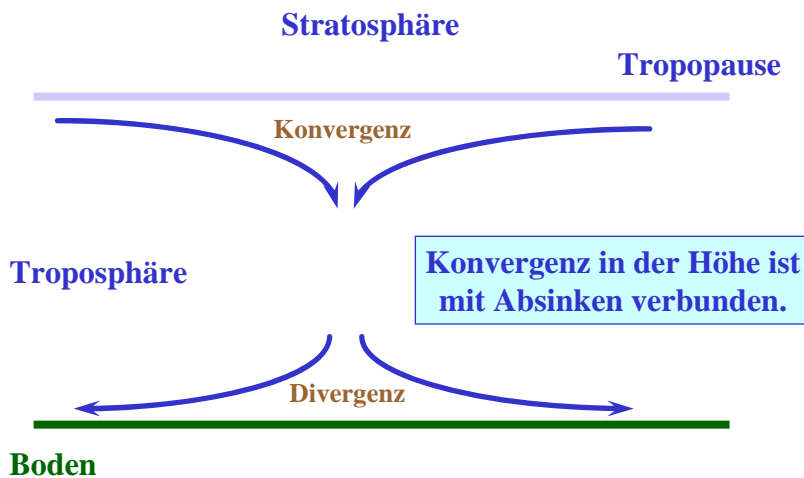 Stratosphäre
Tropopause
Konvergenz
Troposphäre
Konvergenz in der Höhe ist
mit Absinken verbunden.
Divergenz
Boden